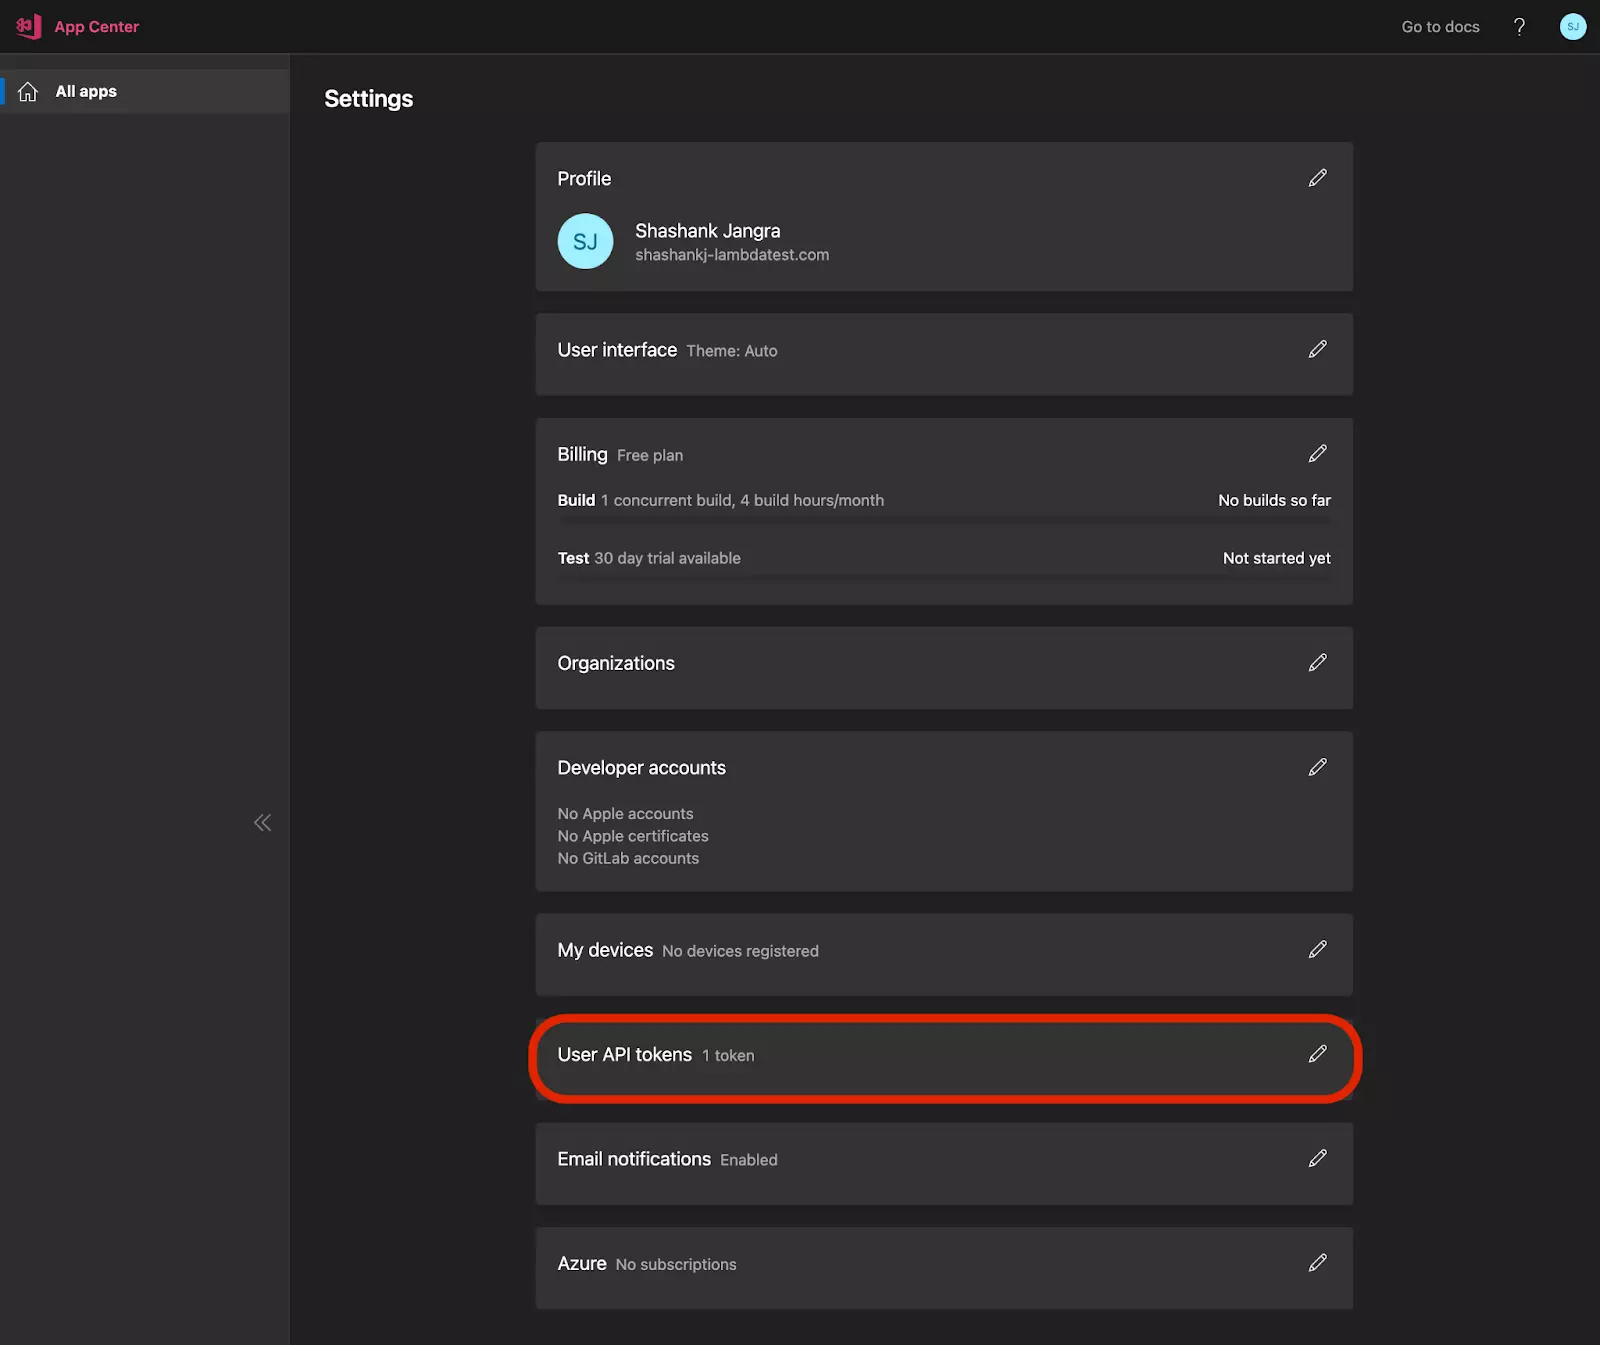 App Center
Go to docs
?
SJ
All apps
Settings
Profile
SJ
Shashank Jangra
shashankj-lambdatest.com
User interface Theme: Auto
Billing Free plan
Build 1 concurrent build, 4 build hours/month No builds so far
Test 30 day trial available Not started yet
Organizations
Developer accounts
No Apple accounts
No Apple certificates
No GitLab accounts
My devices No devices registered
User API tokens 1 token
Email notifications Enabled
Azure No subscriptions